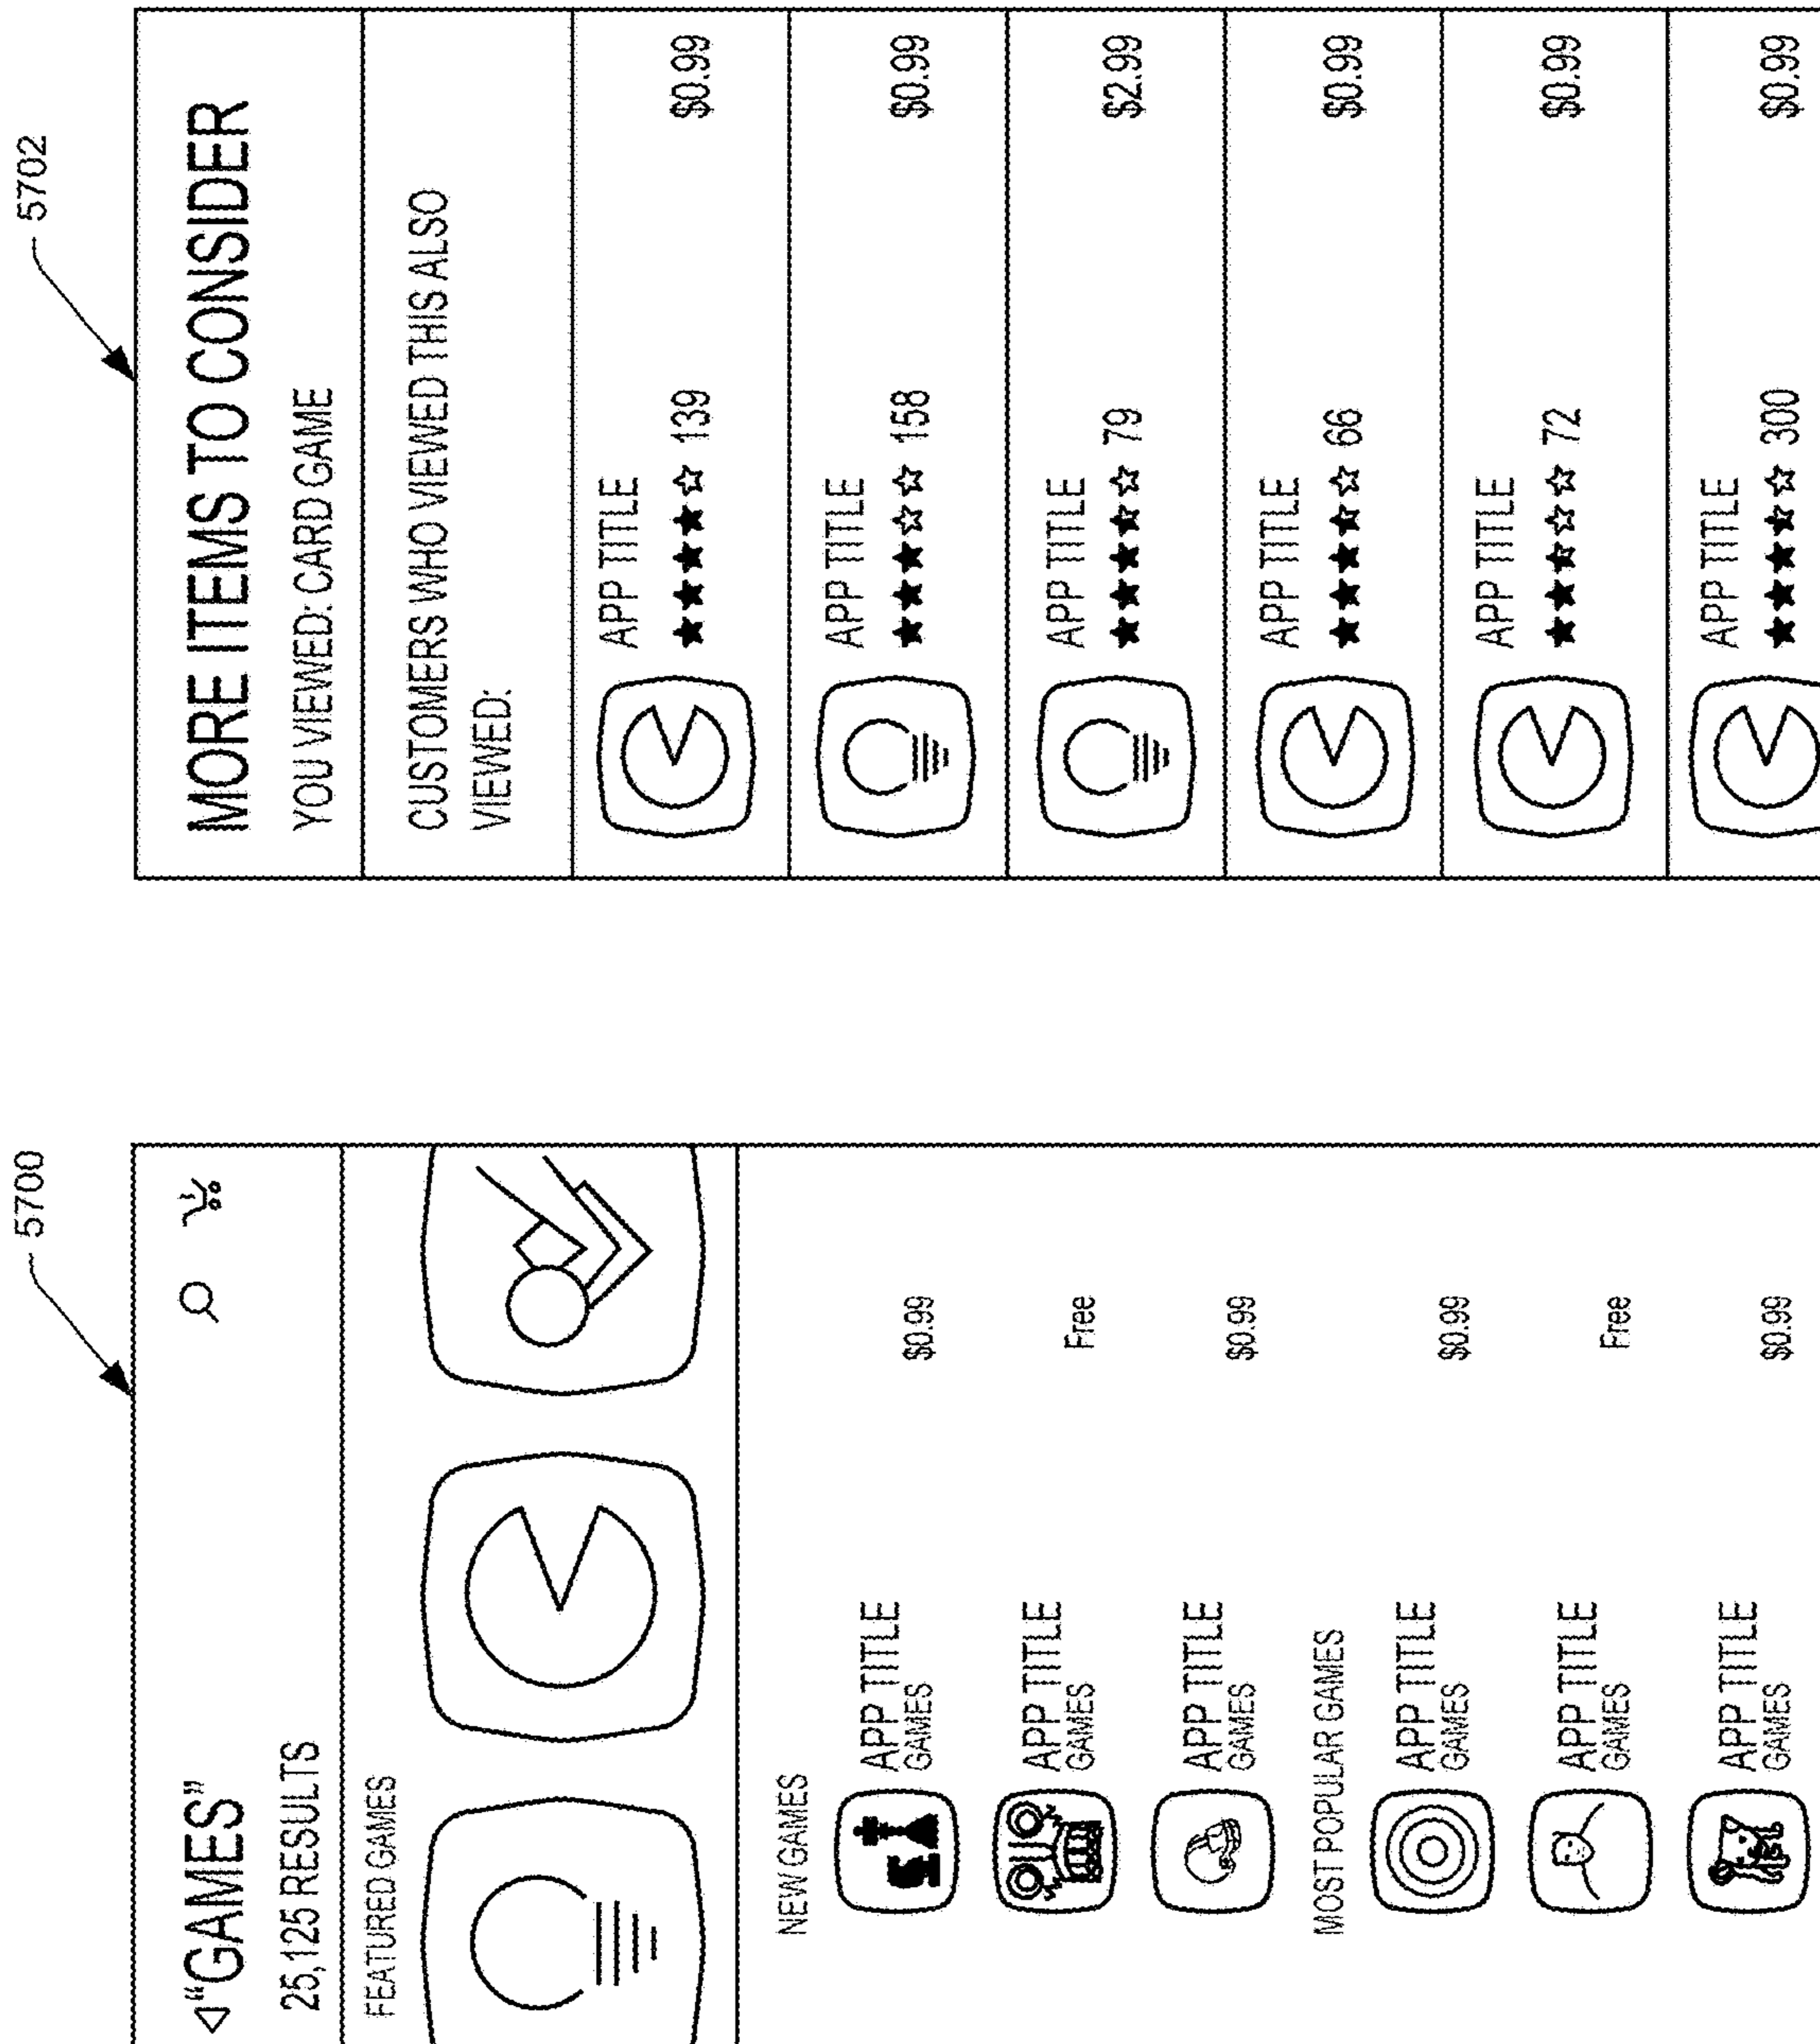 5700
◁"GAMES"
25,125 RESULTS
FEATURED GAMES
NEW GAMES
APP TITLE
GAMES
$0.99
APP TITLE
GAMES
Free
APP TITLE
GAMES
$0.99
MOST POPULAR GAMES
APP TITLE
GAMES
$0.99
APP TITLE
GAMES
Free
APP TITLE
GAMES
$0.99
5702
MORE ITEMS TO CONSIDER
YOU VIEWED: CARD GAME
CUSTOMERS WHO VIEWED THIS ALSO
VIEWED:
APP TITLE
139 $0.99
APP TITLE
158 $0.99
APP TITLE
79 $2.99
APP TITLE
66 $0.99
APP TITLE
72 $0.99
APP TITLE
300 $0.99